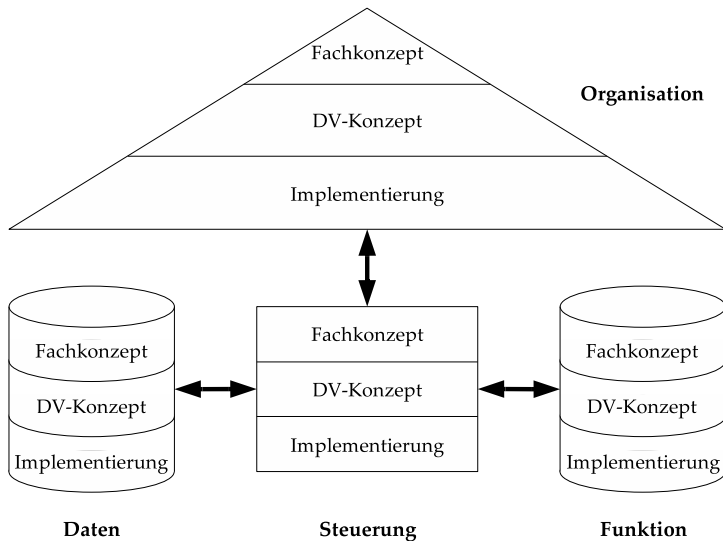 Fachkonzept
Organisation
DV-Konzept
Implementierung
Fachkonzept
Fachkonzept
Fachkonzept
DV-Konzept
DV-Konzept
DV-Konzept
Implementierung
Implementierung
Implementierung
Daten
Steuerung
Funktion